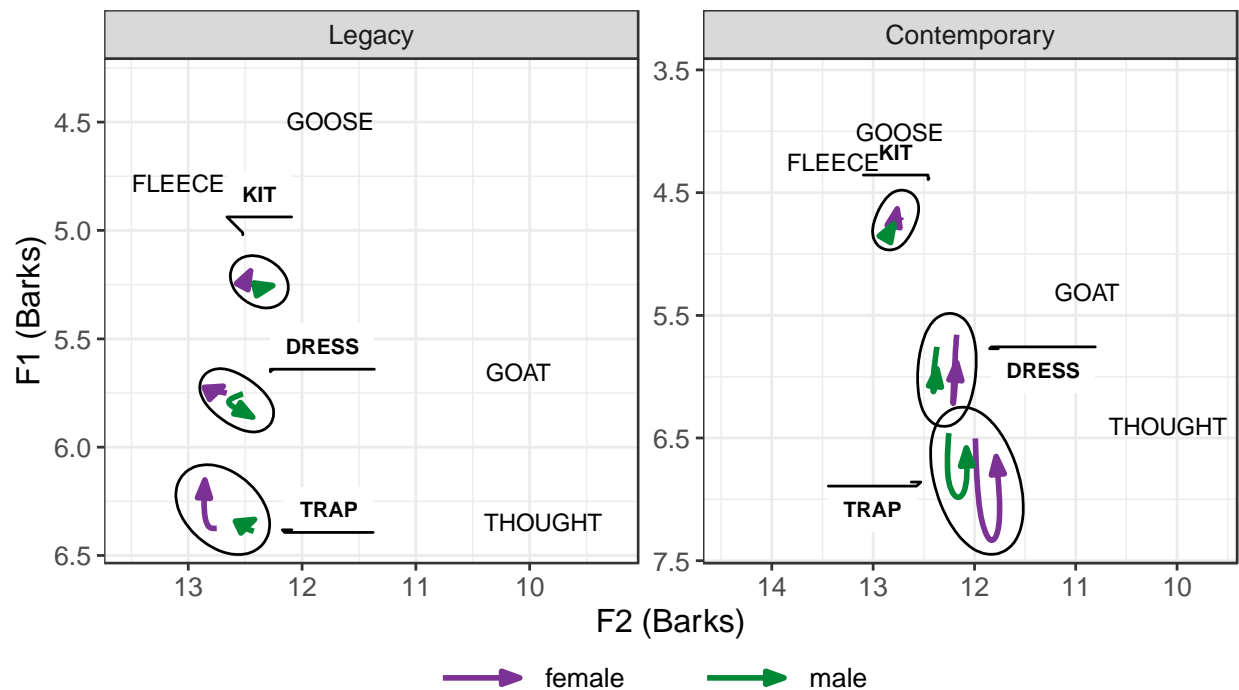 Legacy
Contemporary
F1 (Barks)
4.5
5.0
5.5
6.0
6.5
GOOSE
FLEECE
KIT
DRESS
GOAT
TRAP
THOUGHT
13
12
11
10
3.5
4.5
5.5
6.5
7.5
GOOSE
KIT
FLEECE
GOAT
DRESS
THOUGHT
TRAP
14
13
12
11
10
F2 (Barks)
female
male